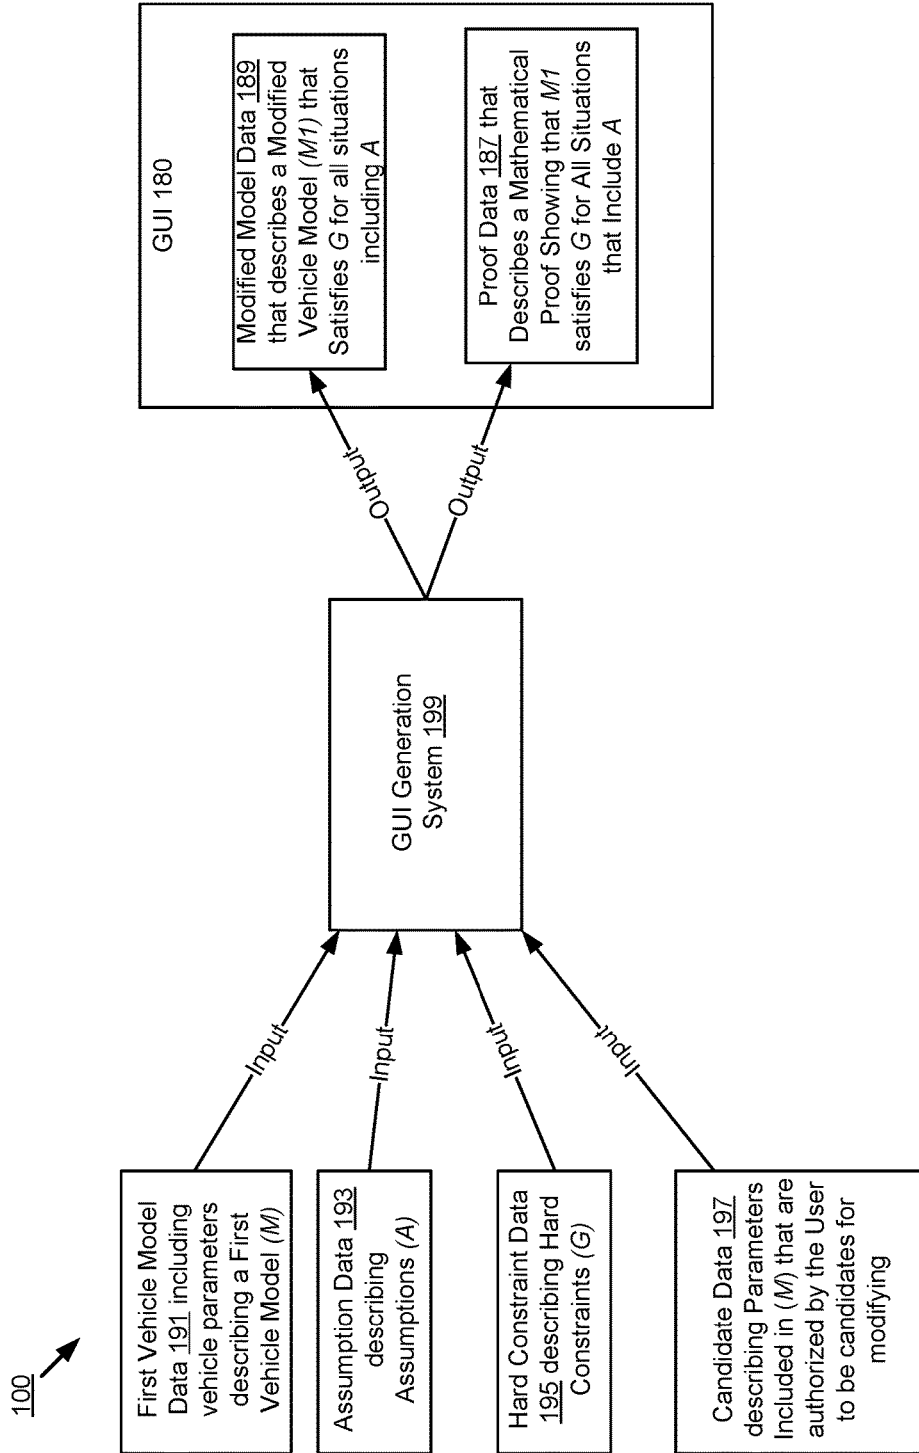 100
First Vehicle Model
Data 191 including
vehicle parameters
describing a First
Vehicle Model (M)
Assumption Data 193
describing
Assumptions (A)
Hard Constraint Data
195 describing Hard
Constraints (G)
Candidate Data 197
describing Parameters
Included in (M) that are
authorized by the User
to be candidates for
modifying
Input
Input
Input
Input
GUI Generation
System 199
Output
Output
GUI 180
Modified Model Data 189
that describes a Modified
Vehicle Model (M1) that
Satisfies G for all situations
including A
Proof Data 187 that
Describes a Mathematical
Proof Showing that M1
satisfies G for All Situations
that Include A